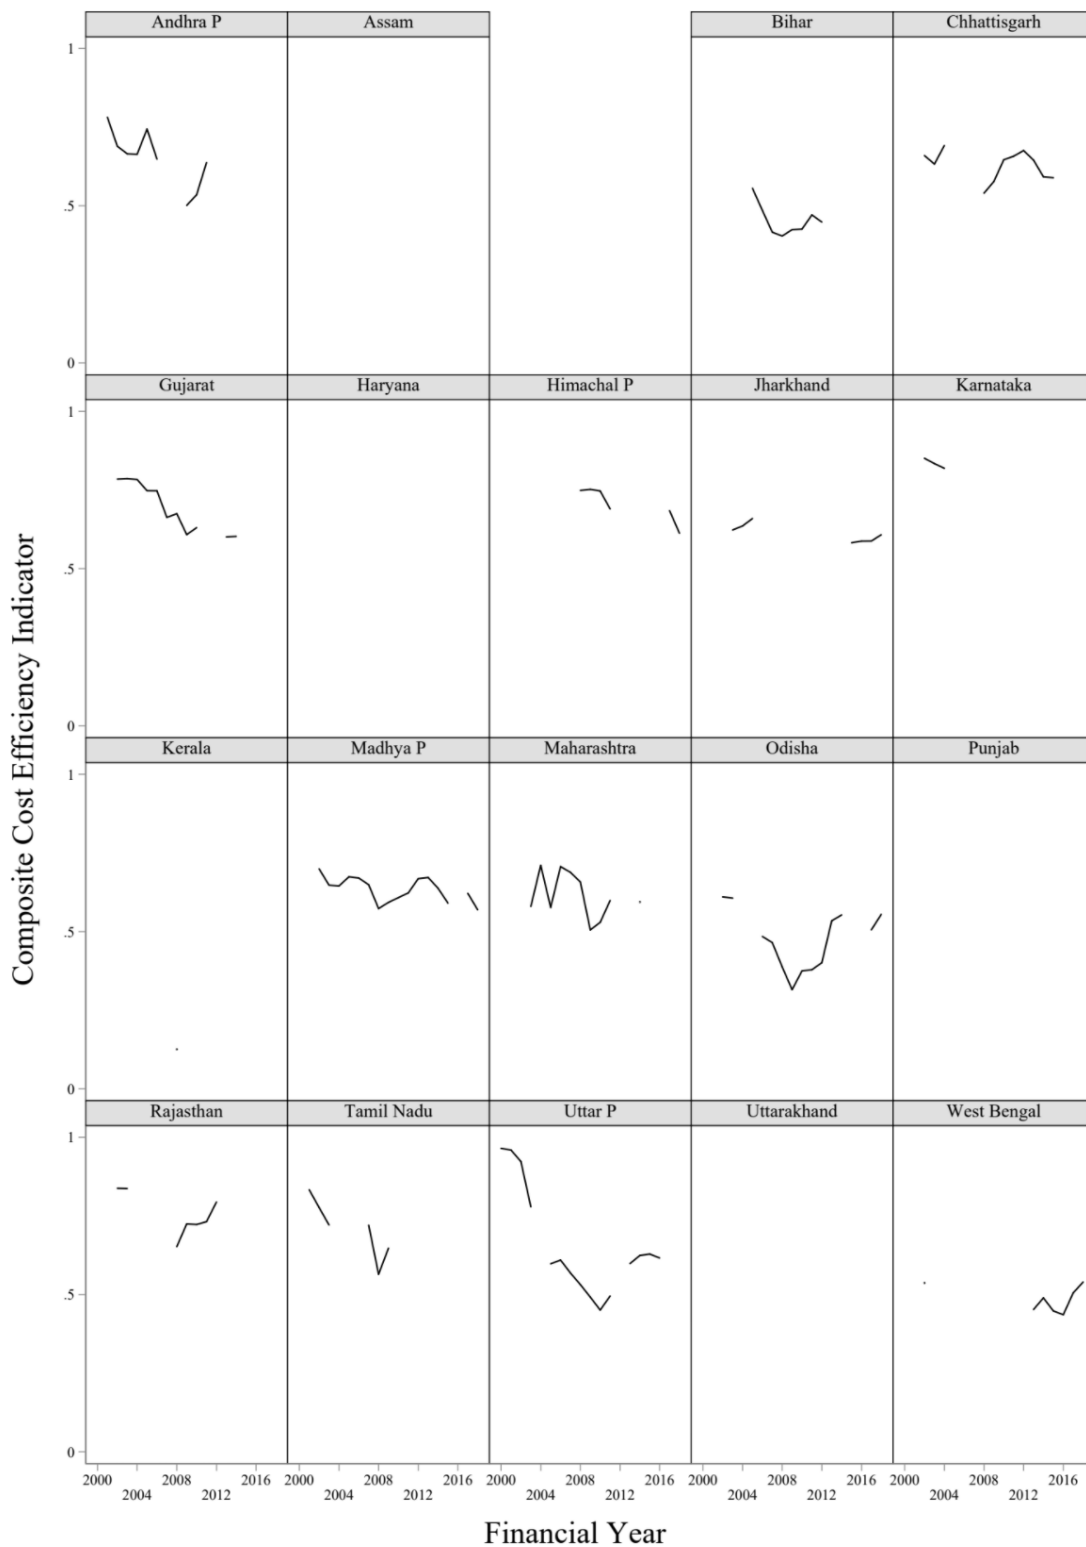 Andhra P
Assam
Bihar
Chhattisgarh
1
.5
0
Gujarat
Haryana
Himachal P
Jharkhand
Karnataka
1
.5
0
Kerala
Madhya P
Maharashtra
Odisha
Punjab
1
.5
0
Rajasthan
Tamil Nadu
Uttar P
Uttarakhand
West Bengal
1
.5
0
Composite Cost Efficiency Indicator
2000 2008 2016 2000 2008 2016 2000 2008 2016 2000 2008 2016 2000 2008 2016
2004 2012 2004 2012 2004 2012 2004 2012 2004 2012
Financial Year